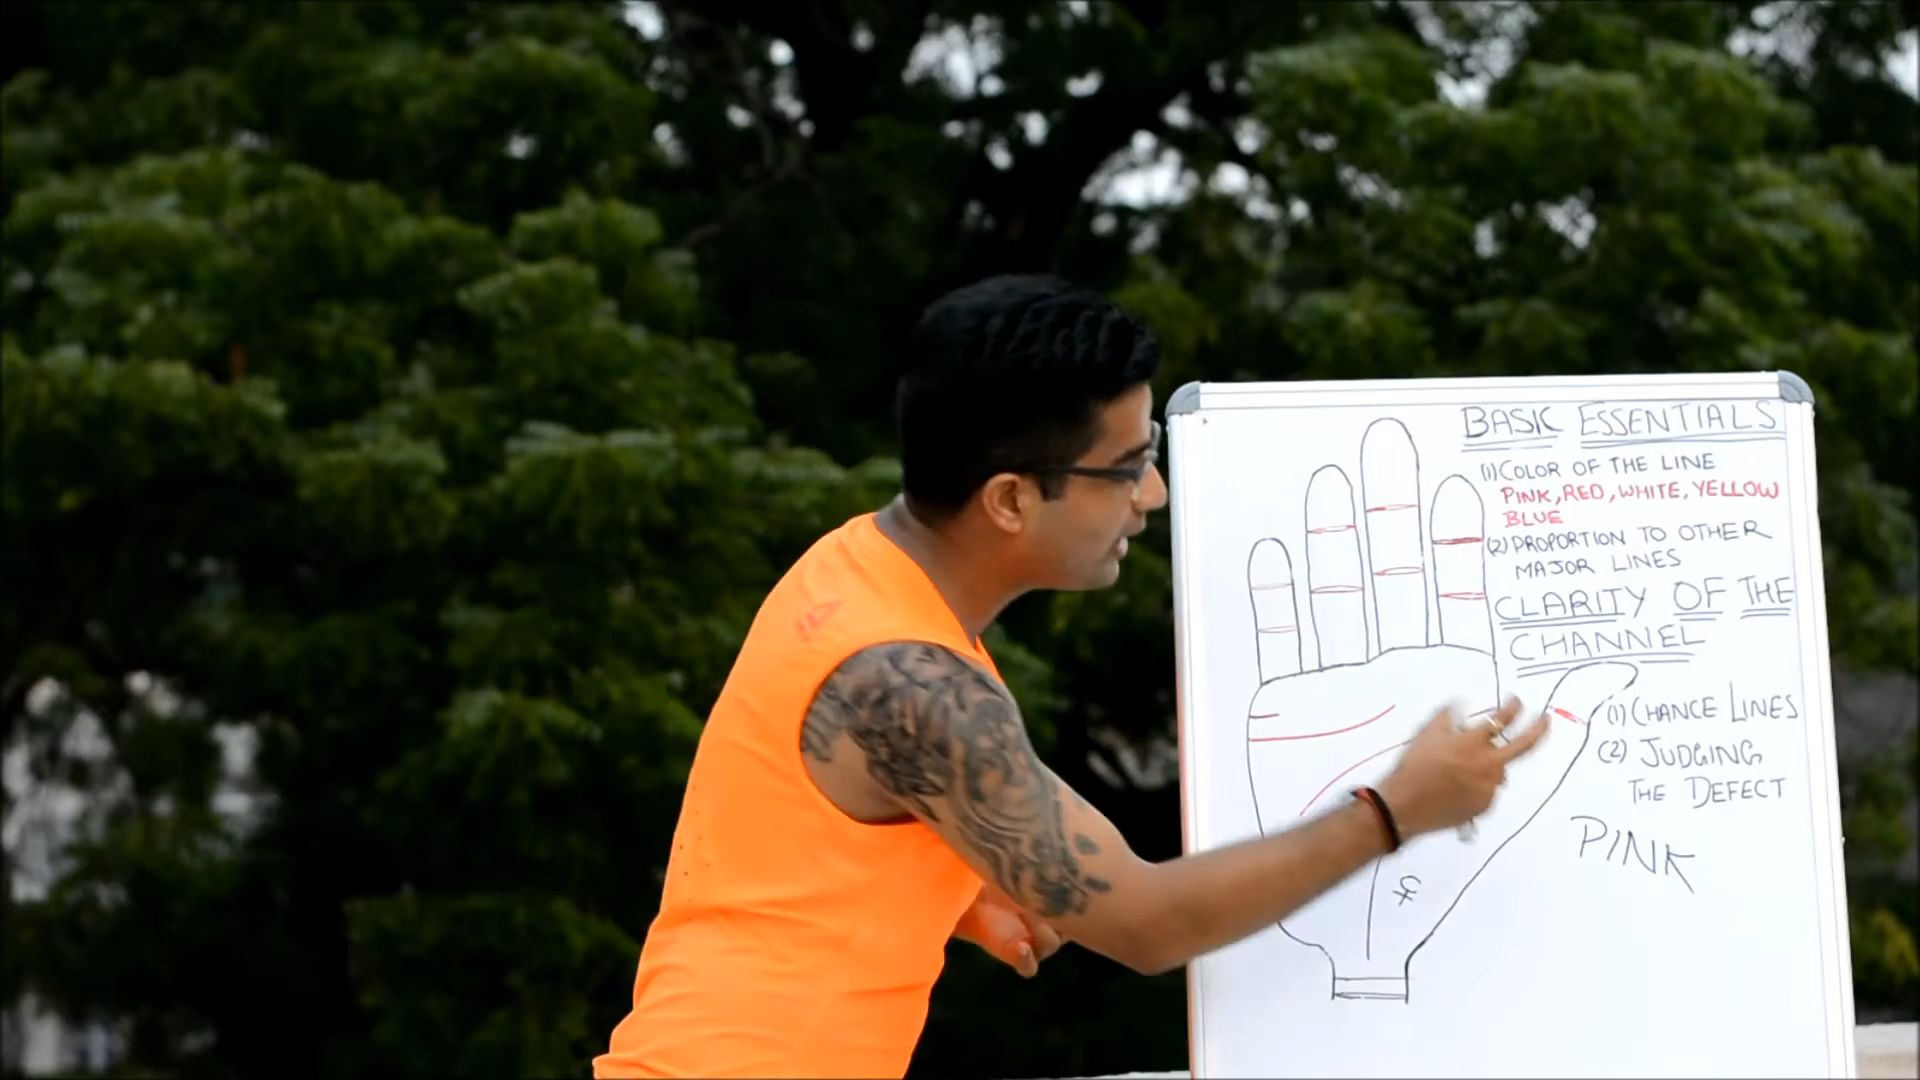 BASIC ESSENTIALS
(1) COLOR OF THE LINE
PINK, RED, WHITE, YELLOW
BLUE
(2) PROPORTION TO OTHER
MAJOR LINES
CLARITY OF THE
CHANNEL
(1) CHANCE LINES
(2) JUDGING
THE DEFECT
PINK